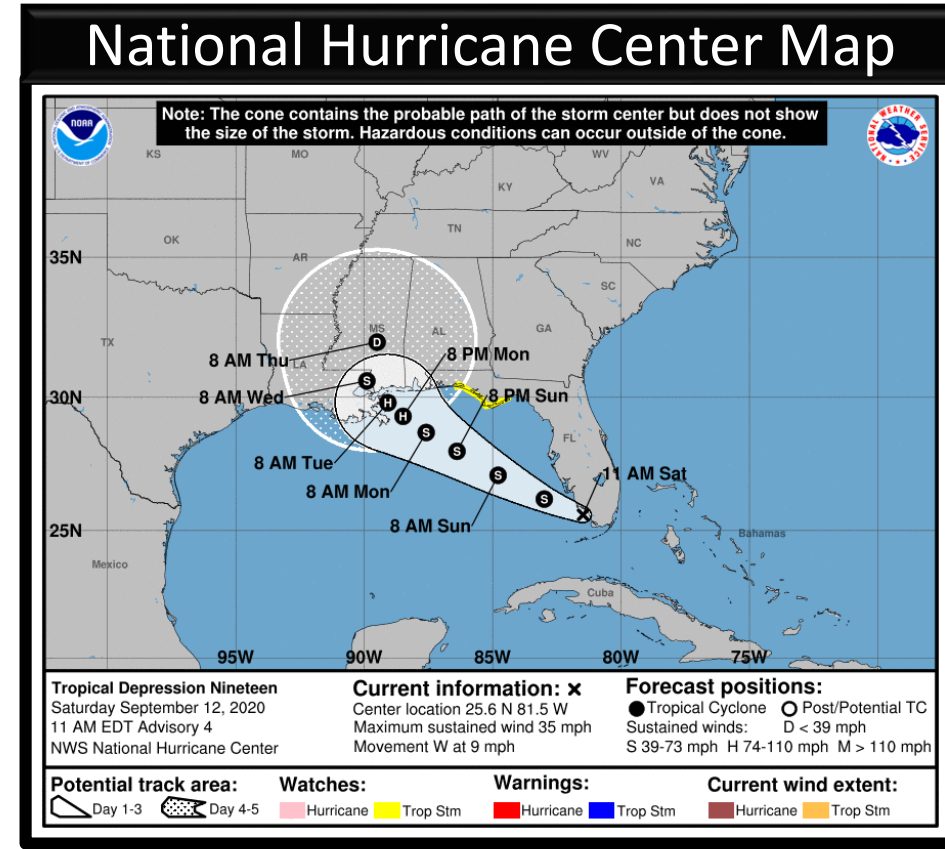 National Hurricane Center Map
Note: The cone contains the probable path of the storm center but does not show
the size of the storm. Hazardous conditions can occur outside of the cone.
NOAA
NATIONAL WEATHER SERVICE
KS
MO
WV
KY
VA
OK
TN
NC
35N
AR
SC
TX
MS
AL
GA
D
8 PM Mon
8 AM Thu
LA
S
30N
8 AM Wed
8 PM Sun
H
H
FL
S
S
8 AM Tue
11 AM Sat
S
8 AM Mon
S
8 AM Sun
25N
Bahamas
Mexico
Cuba
95W
90W
85W
80W
75W
Tropical Depression Nineteen
Saturday September 12, 2020
11 AM EDT Advisory 4
NWS National Hurricane Center
Current information: x
Center location 25.6 N 81.5 W
Maximum sustained wind 35 mph
Movement W at 9 mph
Forecast positions:
Tropical Cyclone Post/Potential TC
Sustained winds: D < 39 mph
S 39-73 mph H 74-110 mph M > 110 mph
Potential track area:
Day 1-3 Day 4-5
Watches:
Hurricane Trop Stm
Warnings:
Hurricane Trop Stm
Current wind extent:
Hurricane Trop Stm